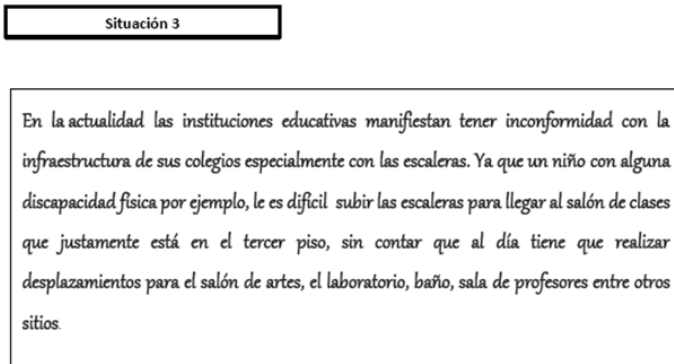 Situación 3
En la actualidad las instituciones educativas manifiestan tener inconformidad con la
infraestructura de sus colegios especialmente con las escaleras. Ya que un niño con alguna
discapacidad física por ejemplo, le es difícil subir las escaleras para llegar al salón de clases
que justamente está en el tercer piso, sin contar que al día tiene que realizar
desplazamientos para el salón de artes, el laboratorio, baño, sala de profesores entre otros
sitios.